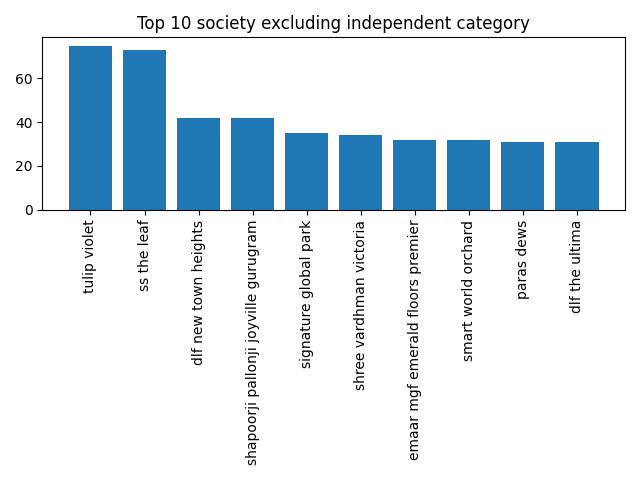 Top 10 society excluding independent category
60
40
20
0
tulip violet
ss the leaf
dlf new town heights
shapoorji pallonji joyville gurugram
signature global park
shree vardhman victoria
emaar mgf emerald floors premier
smart world orchard
paras dews
dlf the ultima